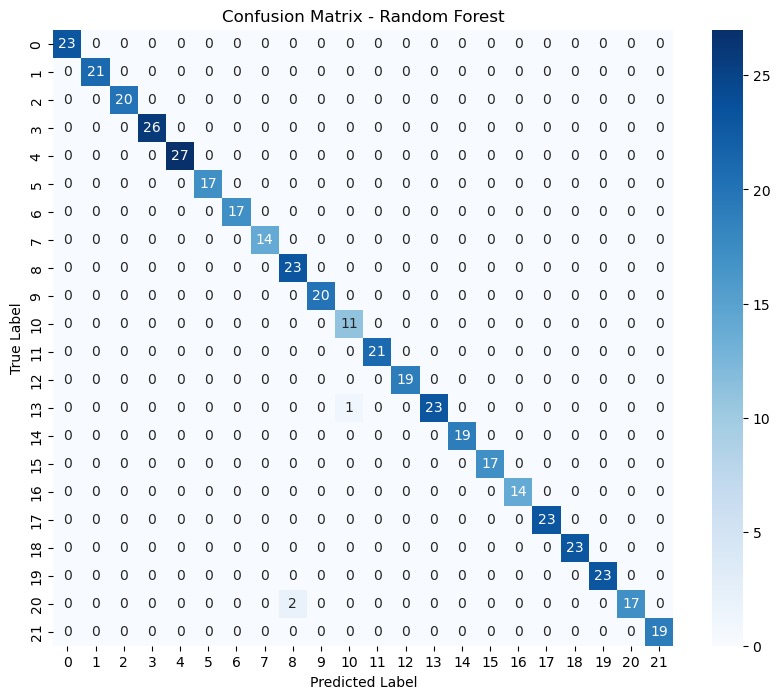 Confusion Matrix - Random Forest
True Label
0 23 0 0 0 0 0 0 0 0 0 0 0 0 0 0 0 0 0 0 0 0 0
1 0 21 0 0 0 0 0 0 0 0 0 0 0 0 0 0 0 0 0 0 0 0
2 0 0 20 0 0 0 0 0 0 0 0 0 0 0 0 0 0 0 0 0 0 0
3 0 0 0 26 0 0 0 0 0 0 0 0 0 0 0 0 0 0 0 0 0 0
4 0 0 0 0 27 0 0 0 0 0 0 0 0 0 0 0 0 0 0 0 0 0
5 0 0 0 0 0 17 0 0 0 0 0 0 0 0 0 0 0 0 0 0 0 0
6 0 0 0 0 0 0 17 0 0 0 0 0 0 0 0 0 0 0 0 0 0 0
7 0 0 0 0 0 0 0 14 0 0 0 0 0 0 0 0 0 0 0 0 0 0
8 0 0 0 0 0 0 0 0 23 0 0 0 0 0 0 0 0 0 0 0 0 0
9 0 0 0 0 0 0 0 0 0 20 0 0 0 0 0 0 0 0 0 0 0 0
10 0 0 0 0 0 0 0 0 0 0 11 0 0 0 0 0 0 0 0 0 0 0
11 0 0 0 0 0 0 0 0 0 0 0 21 0 0 0 0 0 0 0 0 0 0
12 0 0 0 0 0 0 0 0 0 0 0 0 19 0 0 0 0 0 0 0 0 0
13 0 0 0 0 0 0 0 0 0 0 1 0 0 23 0 0 0 0 0 0 0 0
14 0 0 0 0 0 0 0 0 0 0 0 0 0 0 19 0 0 0 0 0 0 0
15 0 0 0 0 0 0 0 0 0 0 0 0 0 0 0 17 0 0 0 0 0 0
16 0 0 0 0 0 0 0 0 0 0 0 0 0 0 0 0 14 0 0 0 0 0
17 0 0 0 0 0 0 0 0 0 0 0 0 0 0 0 0 0 23 0 0 0 0
18 0 0 0 0 0 0 0 0 0 0 0 0 0 0 0 0 0 0 23 0 0 0
19 0 0 0 0 0 0 0 0 0 0 0 0 0 0 0 0 0 0 0 23 0 0
20 0 0 0 0 0 0 0 0 2 0 0 0 0 0 0 0 0 0 0 0 17 0
21 0 0 0 0 0 0 0 0 0 0 0 0 0 0 0 0 0 0 0 0 0 19
0 1 2 3 4 5 6 7 8 9 10 11 12 13 14 15 16 17 18 19 20 21
Predicted Label
25
20
15
10
5
0